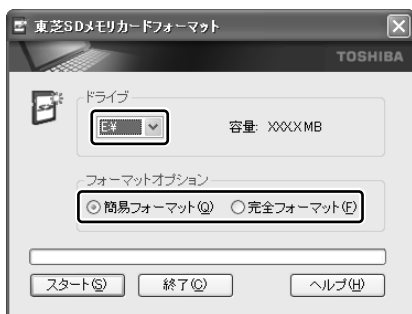 東芝SDメモリカードフォーマット
TOSHIBA
ドライブ
E:¥ 容量: XXXXMB
フォーマットオプション
簡易フォーマット(Q) 完全フォーマット(F)
スタート(S) 終了(C) ヘルプ(H)